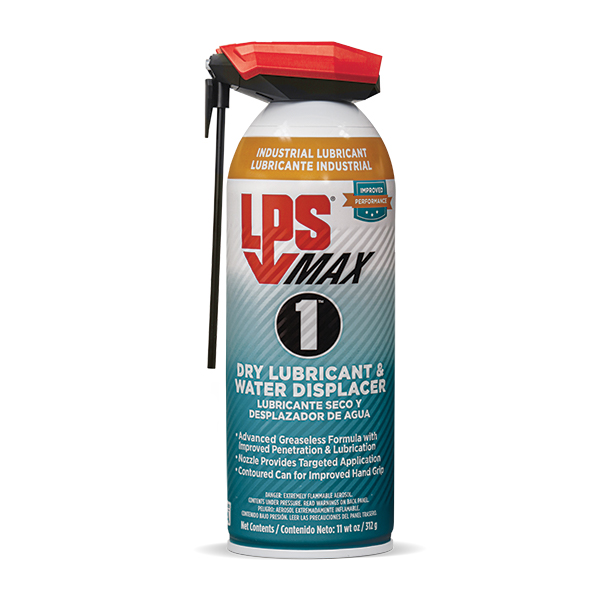 INDUSTRIAL LUBRICANT
LUBRICANTE INDUSTRIAL
IMPROVED
PERFORMANCE
LPS®
MAX
1™
DRY LUBRICANT &
WATER DISPLACER
LUBRICANTE SECO Y
DESPLAZADOR DE AGUA
• Advanced Greaseless Formula with
Improved Penetration & Lubrication
• Nozzle Provides Targeted Application
• Contoured Can for Improved Hand Grip
DANGER: EXTREMELY FLAMMABLE AEROSOL.
CONTENTS UNDER PRESSURE. READ WARNINGS ON BACK PANEL.
PELIGRO: AEROSOL EXTREMADAMENTE INFLAMABLE.
CONTENIDO BAJO PRESIÓN. LEER LAS PRECAUCIONES DEL PANEL TRASERO.
Net Contents / Contenido Neto: 11 wt oz / 312 g